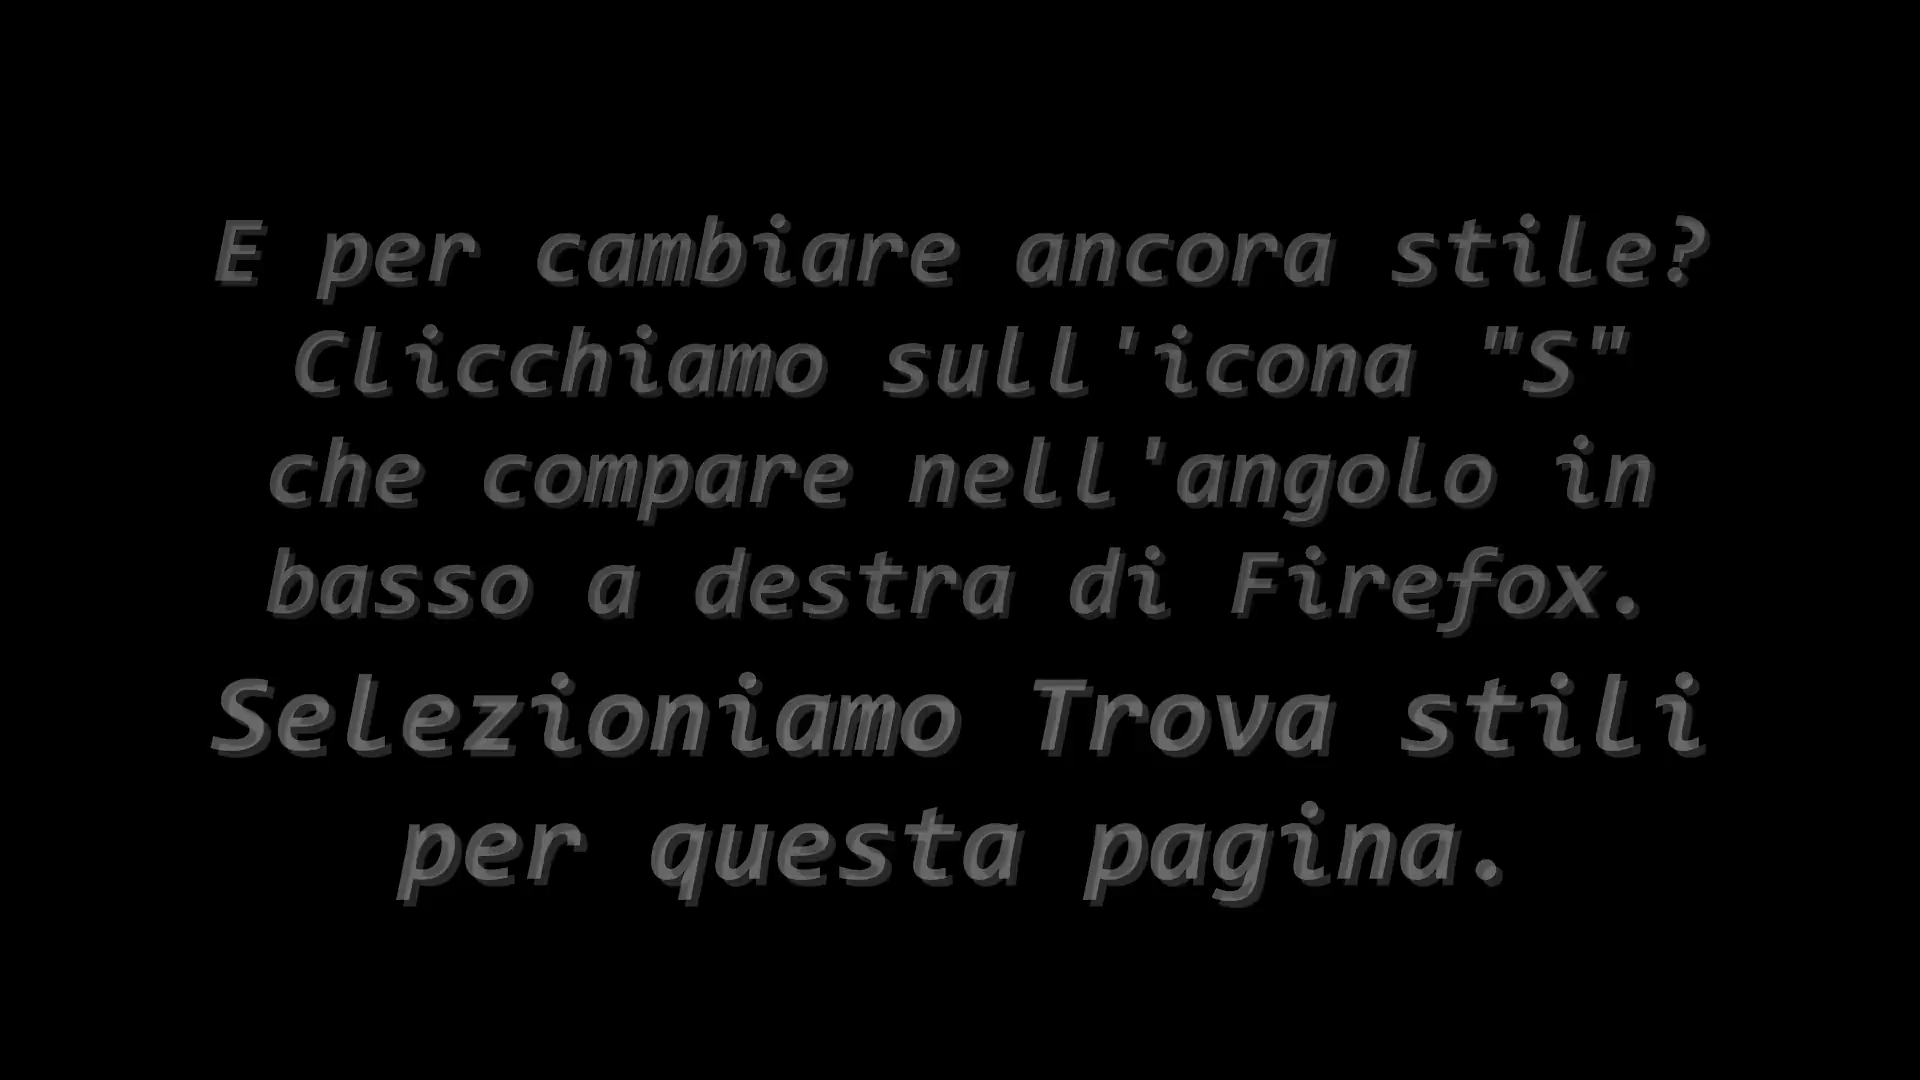 E per cambiare ancora stile?
Clicchiamo sull'icona "S"
che compare nell'angolo in
basso a destra di Firefox.
Selezioniamo Trova stili
per questa pagina.